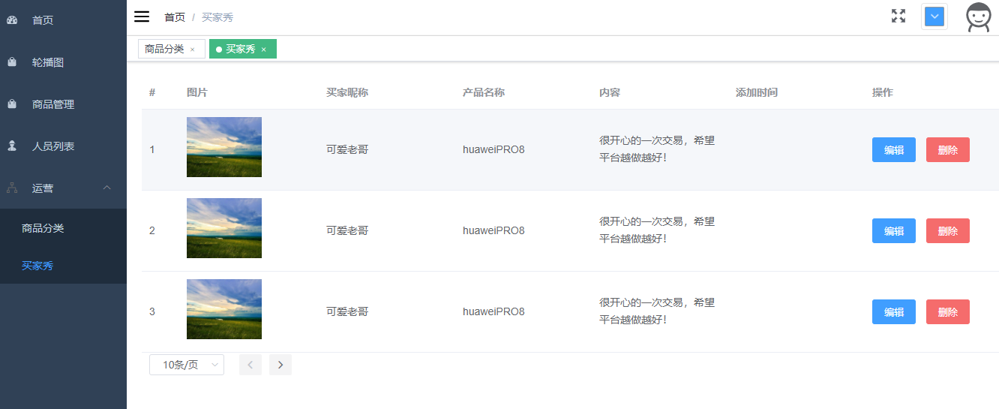 首页
轮播图
商品管理
人员列表
运营
商品分类
买家秀
首页 / 买家秀
商品分类 ×
买家秀 ×
# 图片 买家昵称 产品名称 内容 添加时间 操作
1 可爱老哥 huaweiPRO8 很开心的一次交易，希望
平台越做越好！ 编辑 删除
2 可爱老哥 huaweiPRO8 很开心的一次交易，希望
平台越做越好！ 编辑 删除
3 可爱老哥 huaweiPRO8 很开心的一次交易，希望
平台越做越好！ 编辑 删除
10条/页